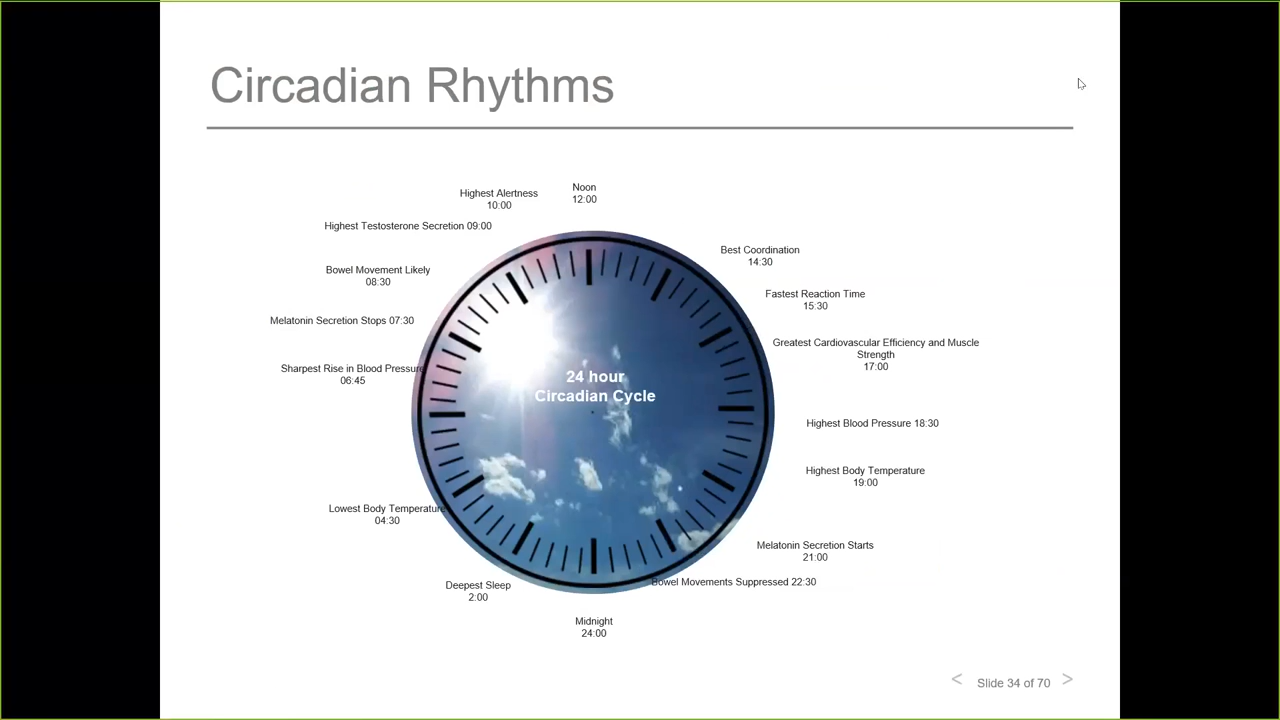 Circadian Rhythms
Noon
12:00
Highest Alertness
10:00
Highest Testosterone Secretion 09:00
Bowel Movement Likely
08:30
Melatonin Secretion Stops 07:30
Sharpest Rise in Blood Pressure
06:45
Lowest Body Temperature
04:30
Deepest Sleep
2:00
Midnight
24:00
Best Coordination
14:30
Fastest Reaction Time
15:30
Greatest Cardiovascular Efficiency and Muscle
Strength
17:00
Highest Blood Pressure 18:30
Highest Body Temperature
19:00
Melatonin Secretion Starts
21:00
Bowel Movements Suppressed 22:30
24 hour
Circadian Cycle
< Slide 34 of 70 >